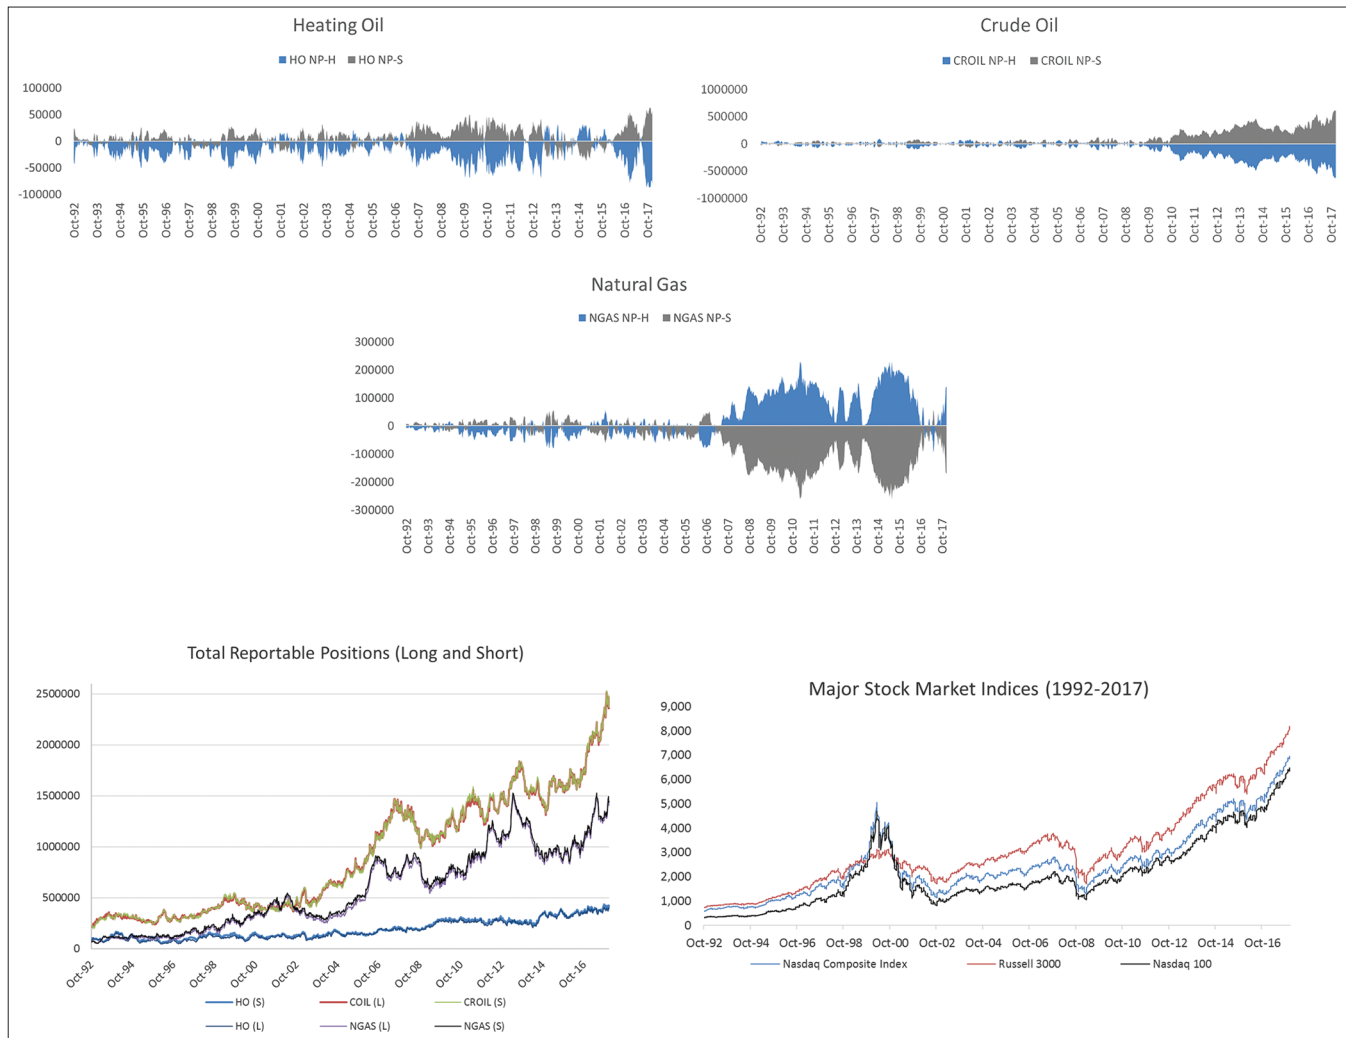 Heating Oil
HO NP-H HO NP-S
100000
50000
0
-50000
-100000
Oct-92 Oct-93 Oct-94 Oct-95 Oct-96 Oct-97 Oct-98 Oct-99 Oct-00 Oct-01 Oct-02 Oct-03 Oct-04 Oct-05 Oct-06 Oct-07 Oct-08 Oct-09 Oct-10 Oct-11 Oct-12 Oct-13 Oct-14 Oct-15 Oct-16 Oct-17
Crude Oil
CROIL NP-H CROIL NP-S
1000000
500000
0
-500000
-1000000
Oct-92 Oct-93 Oct-94 Oct-95 Oct-96 Oct-97 Oct-98 Oct-99 Oct-00 Oct-01 Oct-02 Oct-03 Oct-04 Oct-05 Oct-06 Oct-07 Oct-08 Oct-09 Oct-10 Oct-11 Oct-12 Oct-13 Oct-14 Oct-15 Oct-16 Oct-17
Natural Gas
NGAS NP-H NGAS NP-S
300000
200000
100000
0
-100000
-200000
-300000
Oct-92 Oct-93 Oct-94 Oct-95 Oct-96 Oct-97 Oct-98 Oct-99 Oct-00 Oct-01 Oct-02 Oct-03 Oct-04 Oct-05 Oct-06 Oct-07 Oct-08 Oct-09 Oct-10 Oct-11 Oct-12 Oct-13 Oct-14 Oct-15 Oct-16 Oct-17
Total Reportable Positions (Long and Short)
2500000
2000000
1500000
1000000
500000
0
Oct-92 Oct-94 Oct-96 Oct-98 Oct-00 Oct-02 Oct-04 Oct-06 Oct-08 Oct-10 Oct-12 Oct-14 Oct-16
HO (S) COIL (L) CROIL (S)
HO (L) NGAS (L) NGAS (S)
Major Stock Market Indices (1992-2017)
9,000
8,000
7,000
6,000
5,000
4,000
3,000
2,000
1,000
0
Oct-92 Oct-94 Oct-96 Oct-98 Oct-00 Oct-02 Oct-04 Oct-06 Oct-08 Oct-10 Oct-12 Oct-14 Oct-16
Nasdaq Composite Index Russell 3000 Nasdaq 100